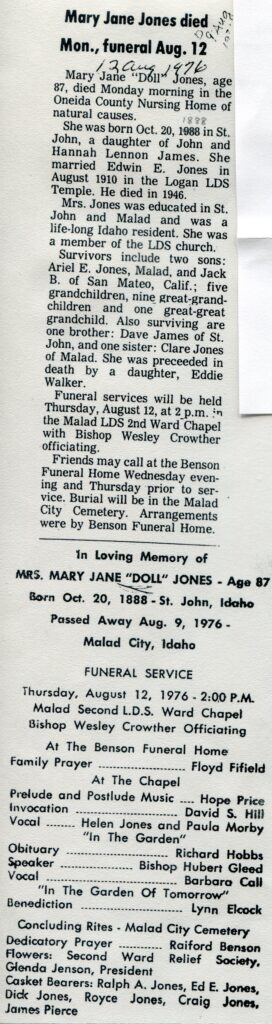 Mary Jane Jones died
Mon., funeral Aug. 12
12 Aug 1976
Mary Jane "Doll" Jones, age
87, died Monday morning in the
Oneida County Nursing Home of
natural causes.
1888
She was born Oct. 20, 1988 in St.
John, a daughter of John and
Hannah Lennon James. She
married Edwin E. Jones in
August 1910 in the Logan LDS
Temple. He died in 1946.
Mrs. Jones was educated in St.
John and Malad and was a
life-long Idaho resident. She was
a member of the LDS church.
Survivors include two sons:
Ariel E. Jones, Malad, and Jack
B. of San Mateo, Calif.; five
grandchildren, nine great-grand-
children and one great-great
grandchild. Also surviving are
one brother: Dave James of St.
John, and one sister: Clare Jones
of Malad. She was preceeded in
death by a daughter, Eddie
Walker.
Funeral services will be held
Thursday, August 12, at 2 p.m. in
the Malad LDS 2nd Ward Chapel
with Bishop Wesley Crowther
officiating.
Friends may call at the Benson
Funeral Home Wednesday even-
ing and Thursday prior to ser-
vice. Burial will be in the Malad
City Cemetery. Arrangements
were by Benson Funeral Home.
In Loving Memory of
MRS. MARY JANE "DOLL" JONES - Age 87
Born Oct. 20, 1888 - St. John, Idaho
Passed Away Aug. 9, 1976 -
Malad City, Idaho
FUNERAL SERVICE
Thursday, August 12, 1976 - 2:00 P.M.
Malad Second L.D.S. Ward Chapel
Bishop Wesley Crowther Officiating
At The Benson Funeral Home
Family Prayer ........................ Floyd Fifield
At The Chapel
Prelude and Postlude Music .... Hope Price
Invocation ........................ David S. Hill
Vocal ...... Helen Jones and Paula Morby
"In the Garden"
Obituary ........................ Richard Hobbs
Speaker ................ Bishop Hubert Gleed
Vocal ........................ Barbara Call
"In The Garden Of Tomorrow"
Benediction ........................ Lynn Elcock
Concluding Rites - Malad City Cemetery
Dedicatory Prayer ............ Raiford Benson
Flowers: Second Ward Relief Society,
Glenda Jenson, President
Casket Bearers: Ralph A. Jones, Ed E. Jones,
Dick Jones, Royce Jones, Craig Jones,
James Pierce